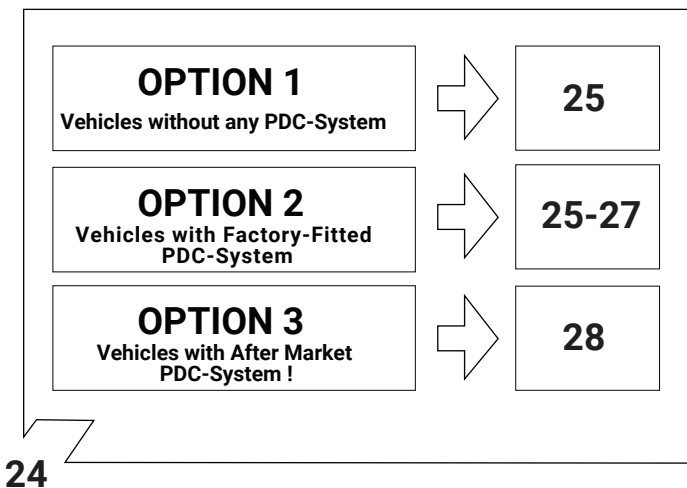 OPTION 1
Vehicles without any PDC-System
25
OPTION 2
Vehicles with Factory-Fitted
PDC-System
25-27
OPTION 3
Vehicles with After Market
PDC-System !
28
24